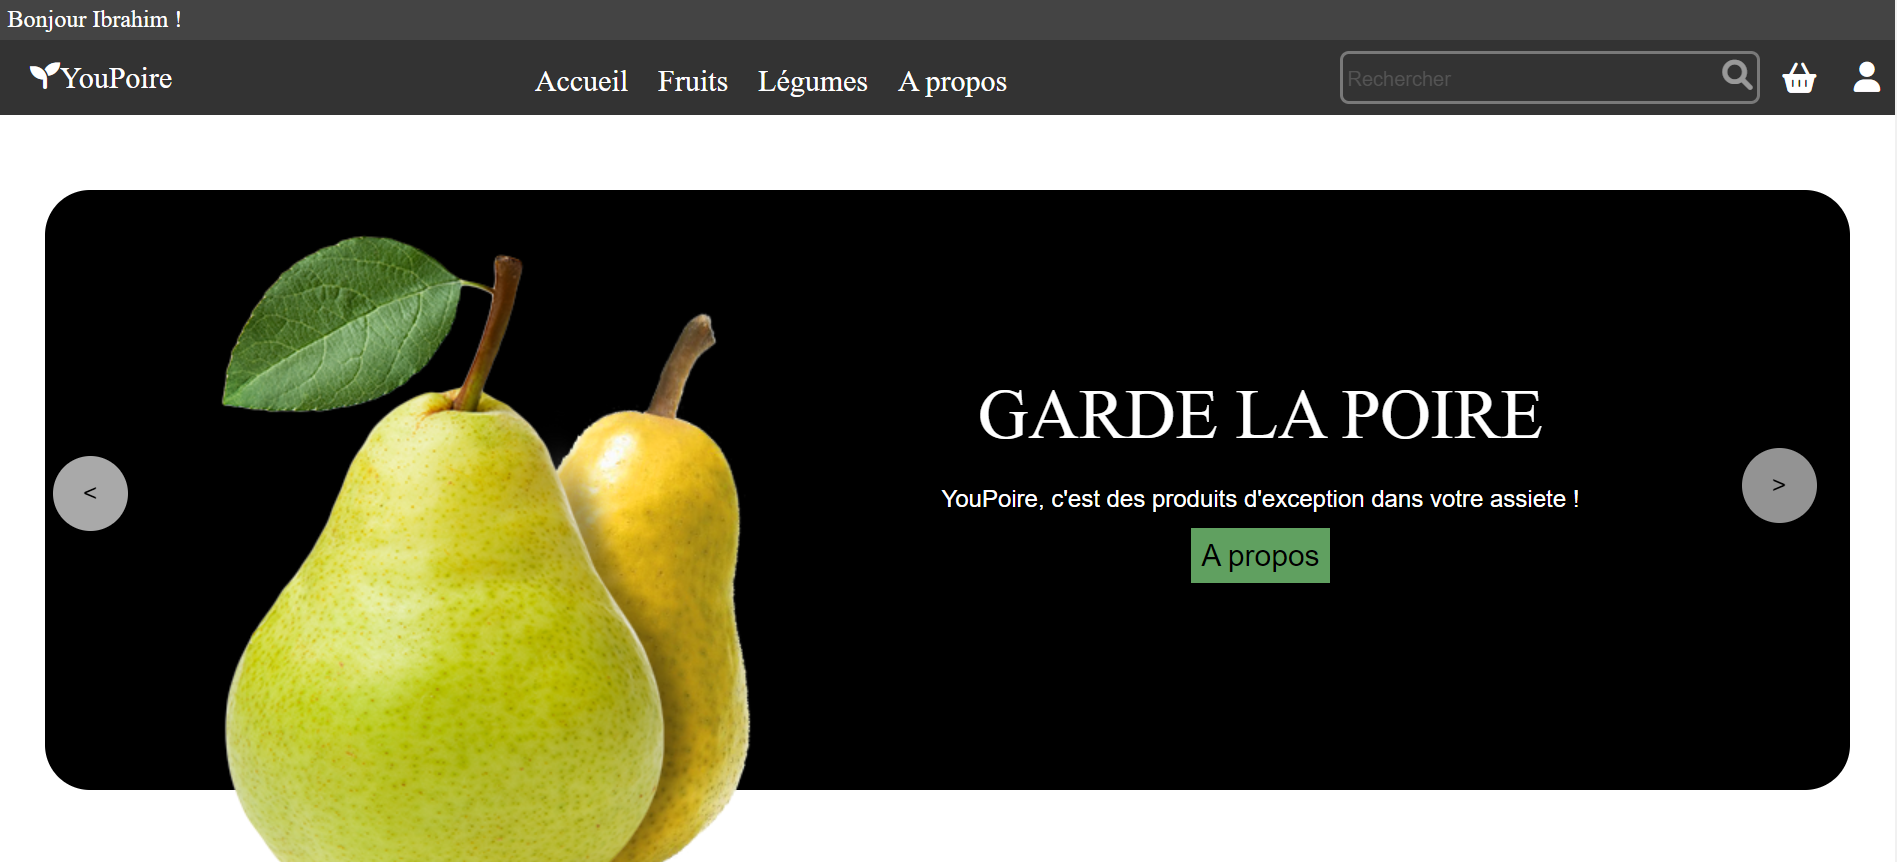 Bonjour Ibrahim !
YouPoire
Accueil Fruits Légumes A propos
Rechercher
GARDE LA POIRE
YouPoire, c'est des produits d'exception dans votre assiete !
< >
A propos